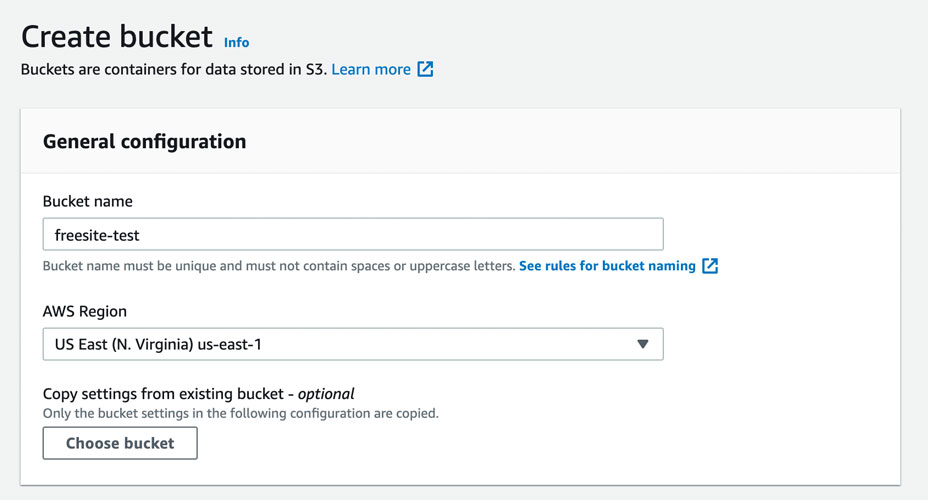 Create bucket Info
Buckets are containers for data stored in S3. Learn more
General configuration
Bucket name
freesite-test
Bucket name must be unique and must not contain spaces or uppercase letters. See rules for bucket naming
AWS Region
US East (N. Virginia) us-east-1
Copy settings from existing bucket - optional
Only the bucket settings in the following configuration are copied.
Choose bucket